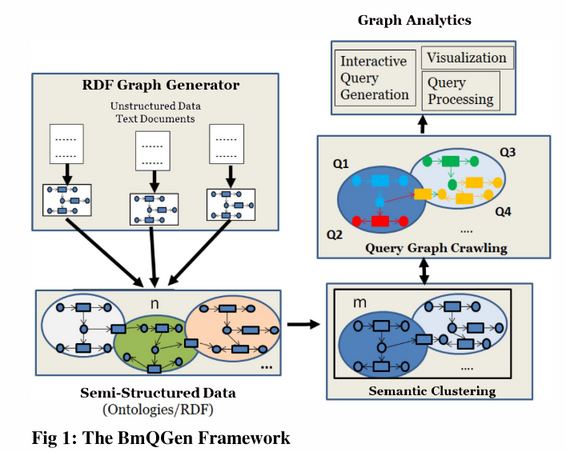 Graph Analytics
Interactive
Query
Generation
Visualization
Query
Processing
RDF Graph Generator
Unstructured Data
Text Documents
......
......
......
......
......
......
Q1
Q3
Q2
Q4
....
Query Graph Crawling
n
...
Semi-Structured Data
(Ontologies/RDF)
m
....
Semantic Clustering
Fig 1: The BmQGen Framework